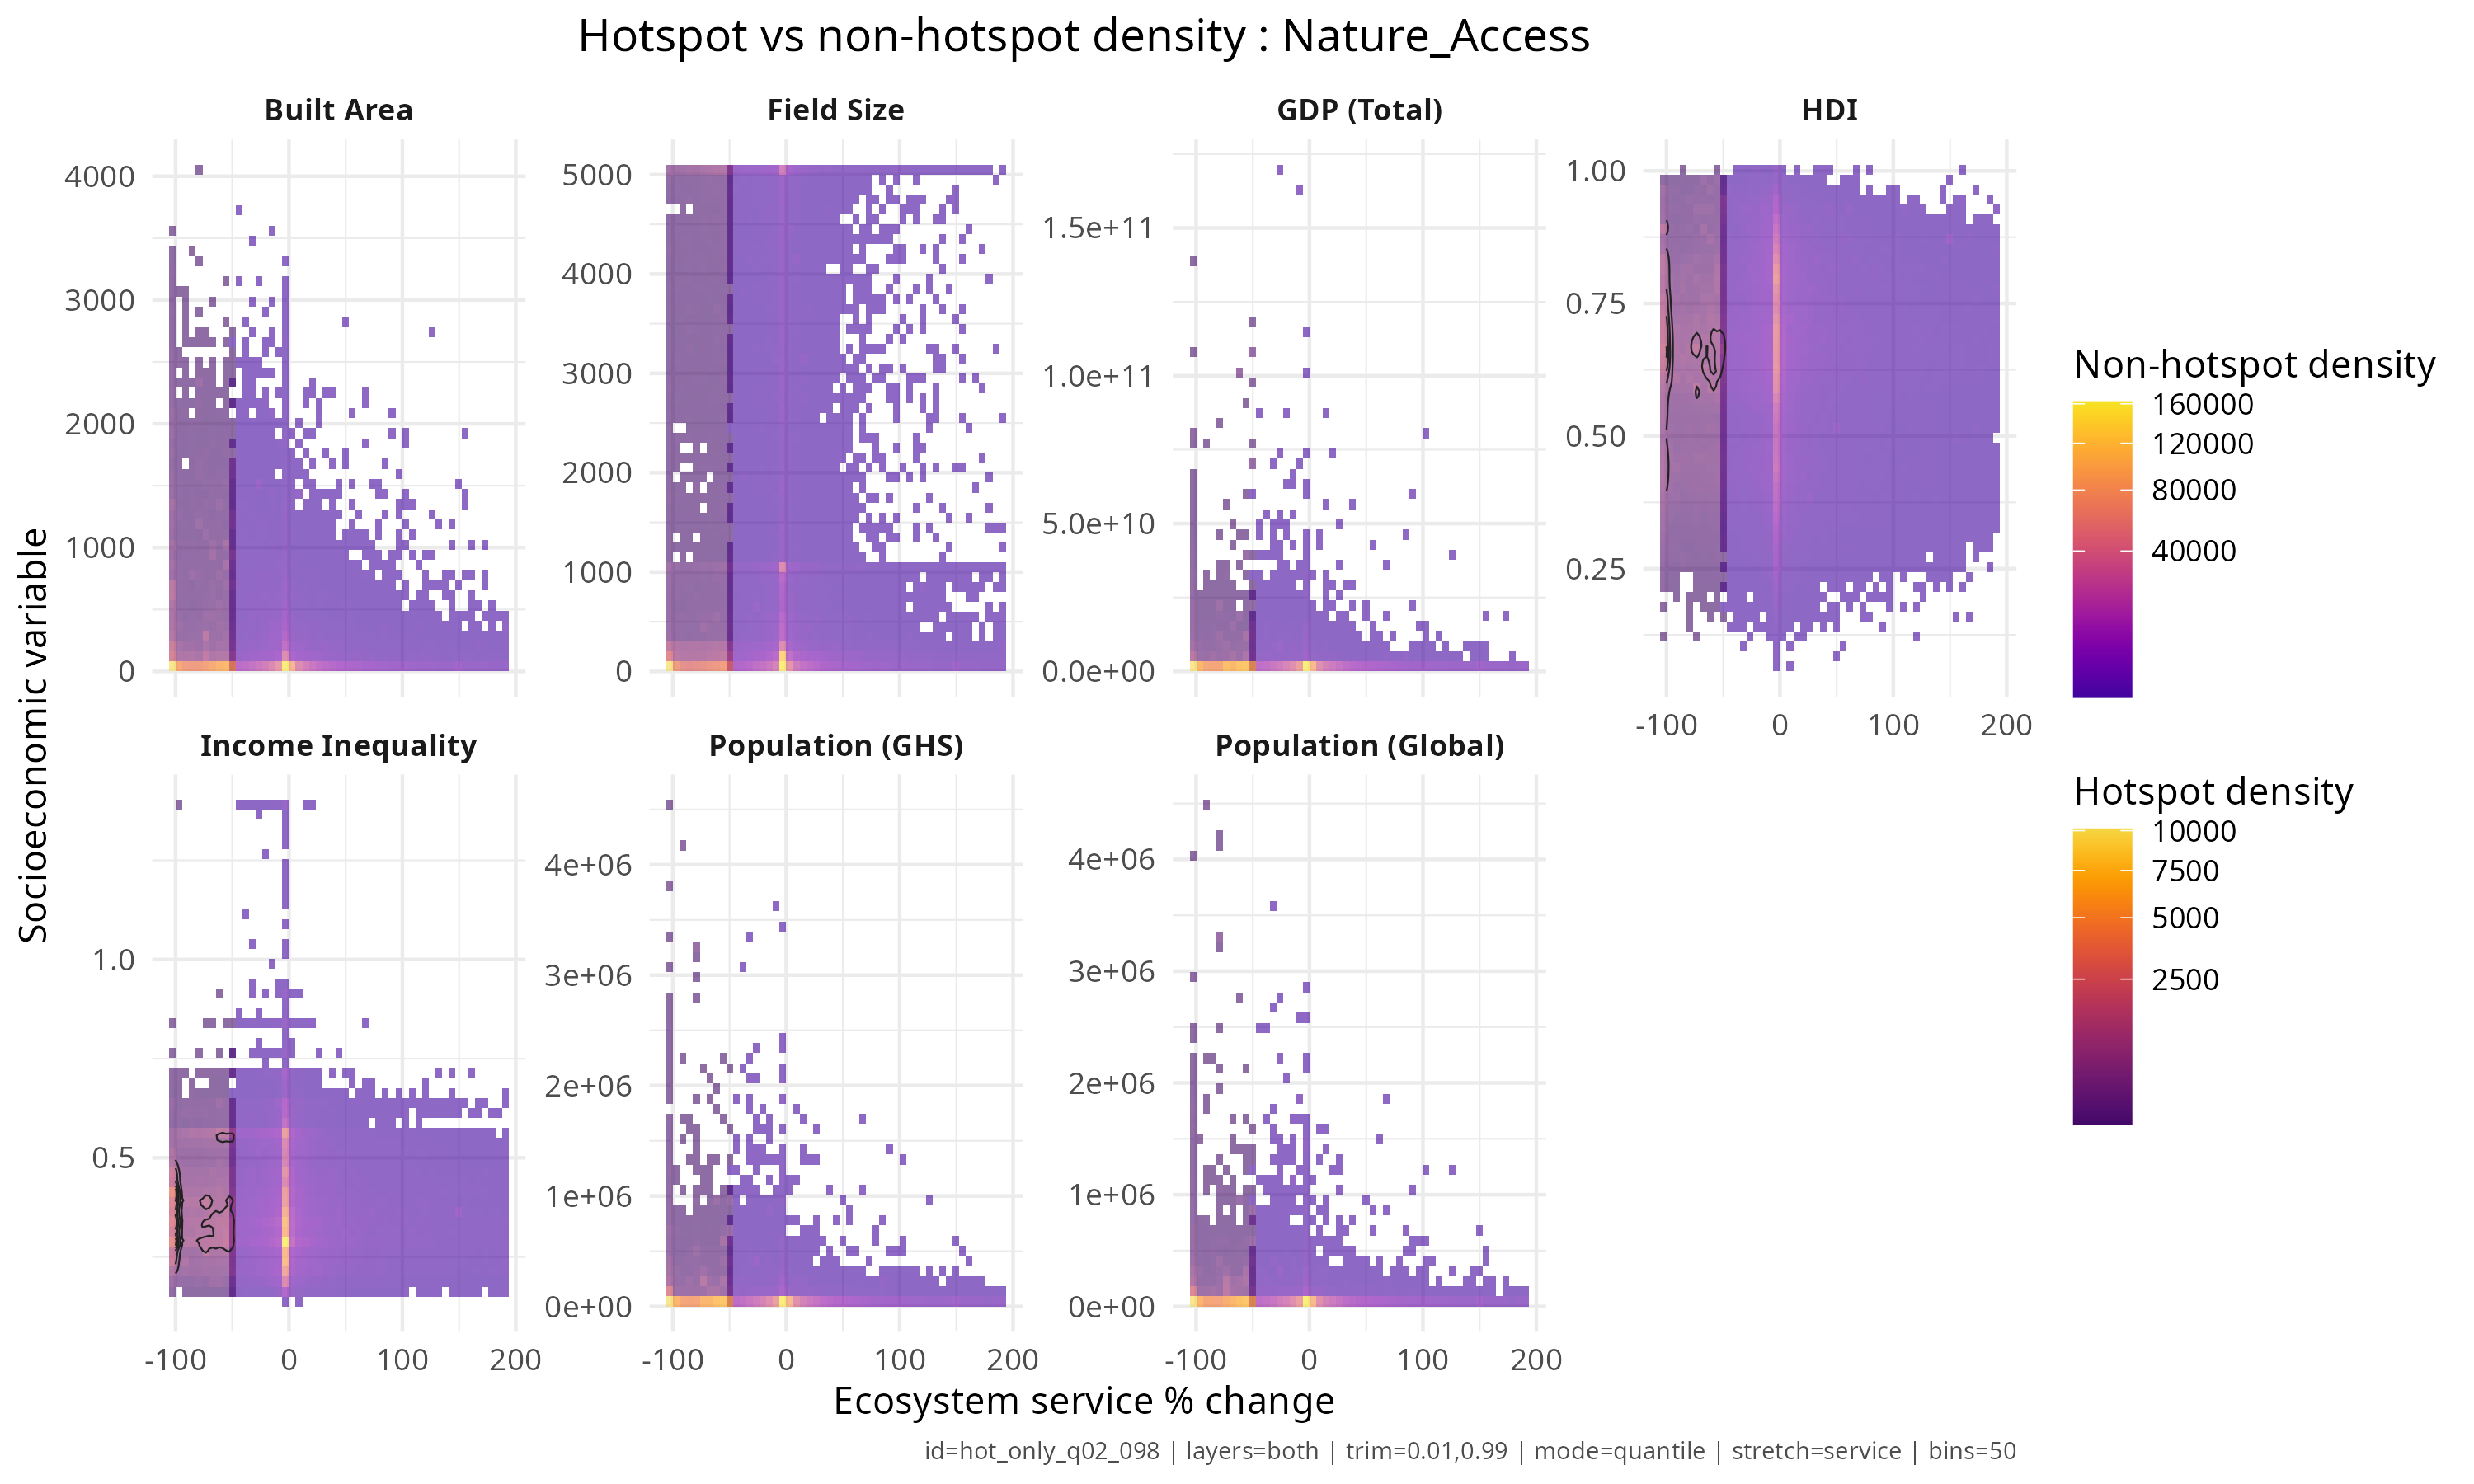 Hotspot vs non-hotspot density : Nature_Access
Built Area
Field Size
GDP (Total)
HDI
4000
3000
2000
1000
0
5000
4000
3000
2000
1000
0
1.5e+11
1.0e+11
5.0e+10
0.0e+00
1.00
0.75
0.50
0.25
-100
0
100
200
Income Inequality
Population (GHS)
Population (Global)
1.0
0.5
4e+06
3e+06
2e+06
1e+06
0e+00
4e+06
3e+06
2e+06
1e+06
0e+00
-100
0
100
200
-100
0
100
200
-100
0
100
200
Socioeconomic variable
Ecosystem service % change
Non-hotspot density
160000
120000
80000
40000
Hotspot density
10000
7500
5000
2500
id=hot_only_q02_098 | layers=both | trim=0.01,0.99 | mode=quantile | stretch=service | bins=50